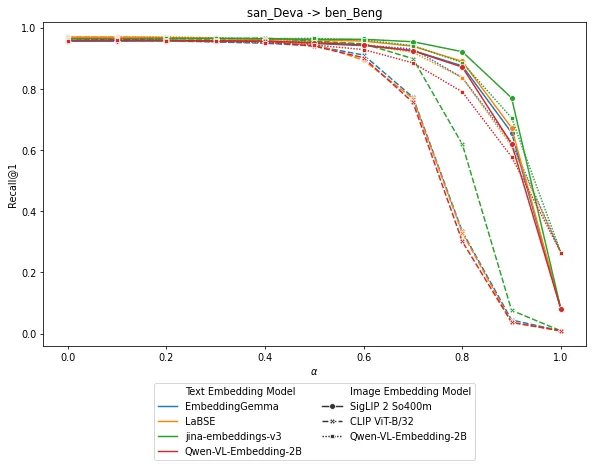 san_Deva -> ben_Beng
Recall@1
1.0
0.8
0.6
0.4
0.2
0.0
0.0 0.2 0.4 0.6 0.8 1.0
α
Text Embedding Model
EmbeddingGemma
LaBSE
jina-embeddings-v3
Qwen-VL-Embedding-2B
Image Embedding Model
SigLIP 2 So400m
CLIP ViT-B/32
Qwen-VL-Embedding-2B